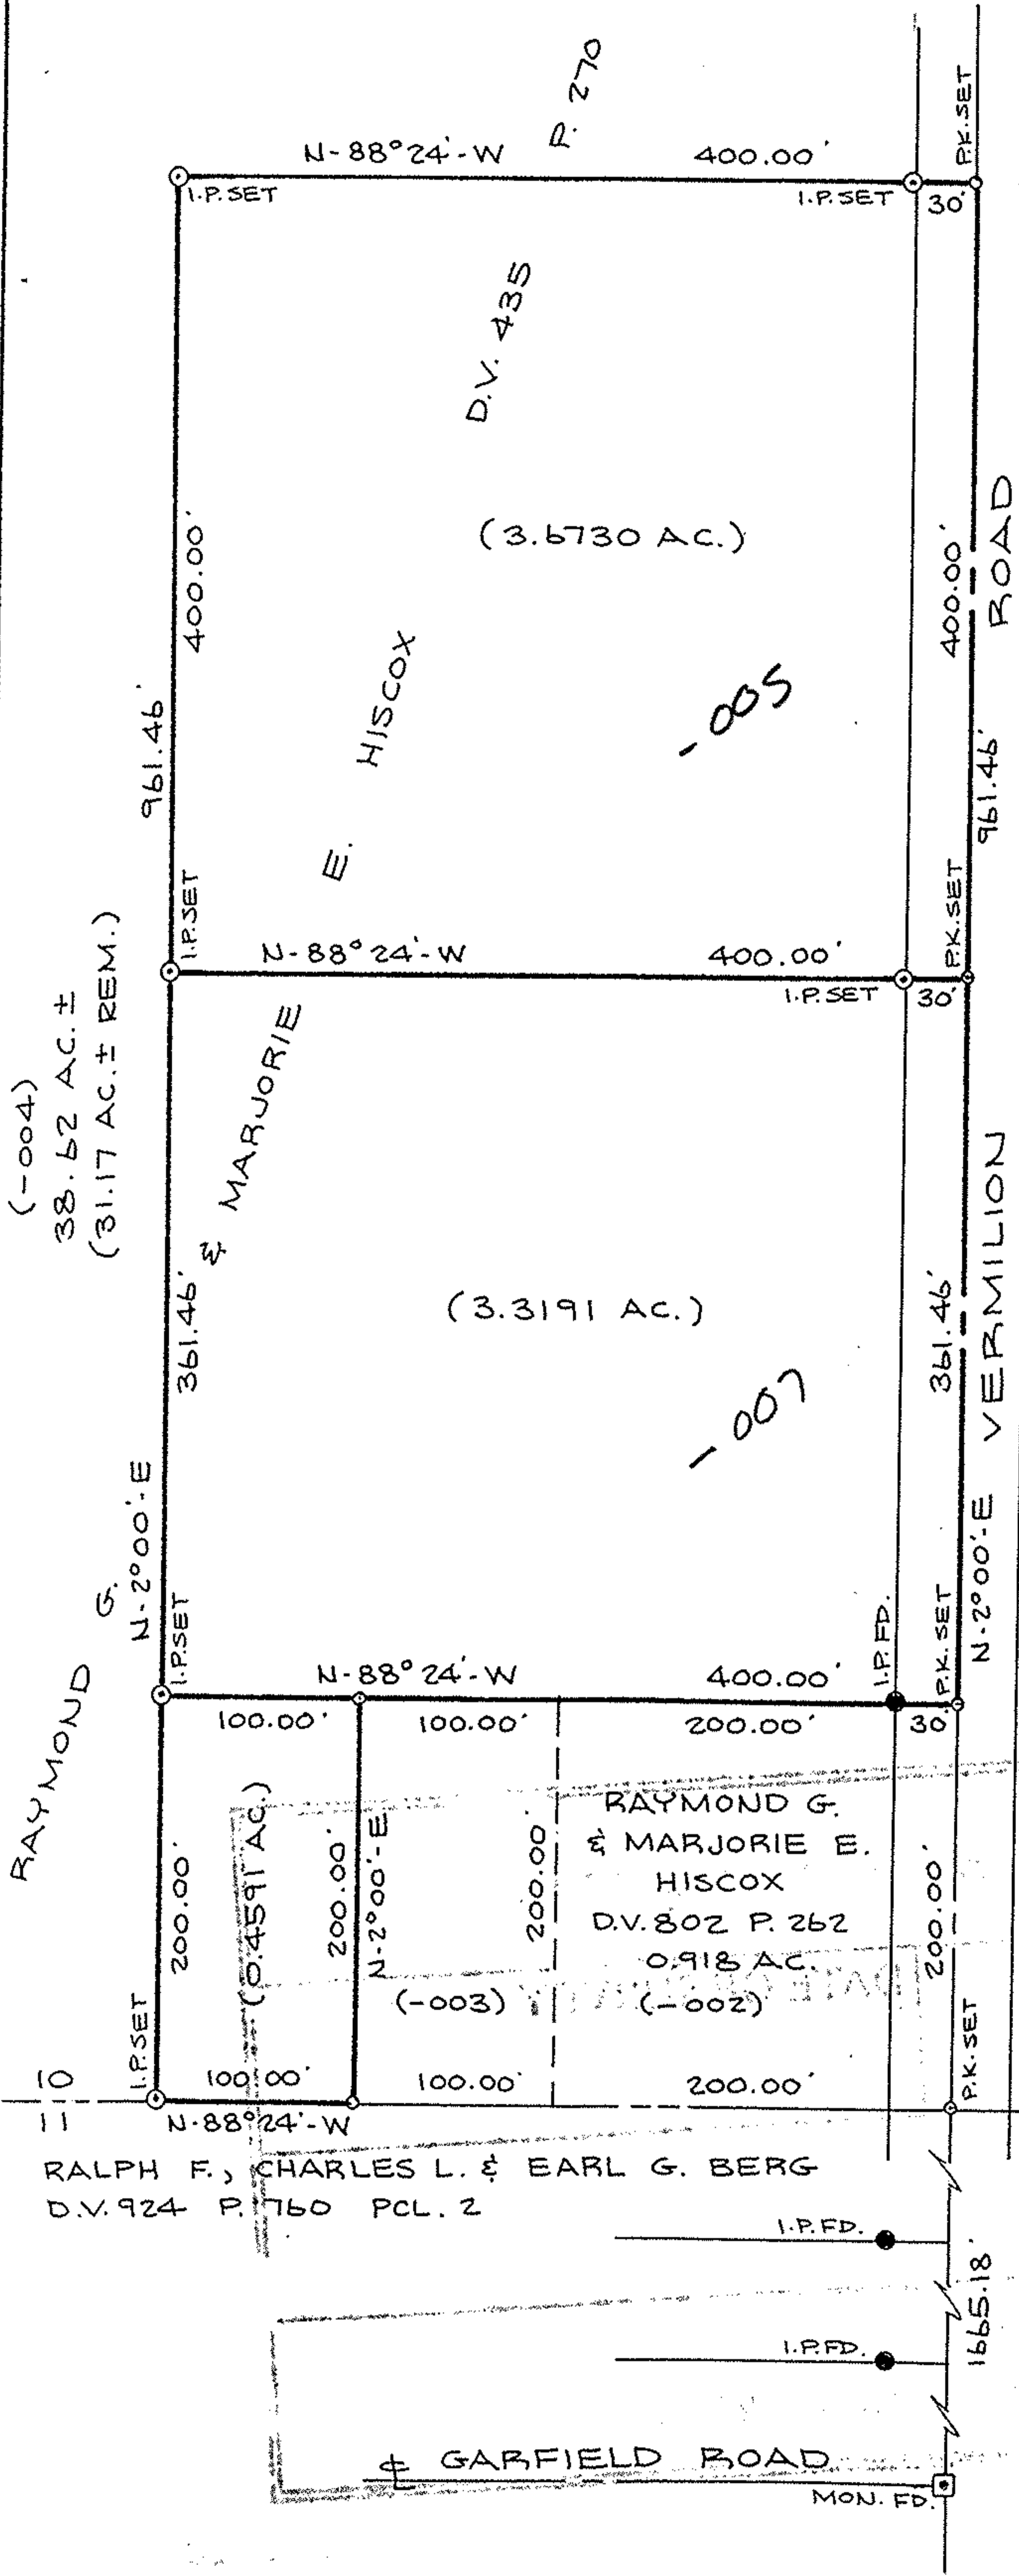 P. 270
N-88°24'-W 400.00'
P.K. SET
I.P. SET
I.P. SET
30'
D.V. 435
(3.6730 AC.)
400.00'
400.00'
ROAD
HISCOX
-005
961.46'
961.46'
E.
I.P. SET
P.K. SET
N-88°24'-W 400.00'
I.P. SET
30'
(-004)
38.62 AC. ±
(31.17 AC. ± REM.)
& MARJORIE
VERMILION
(3.3191 AC.)
361.46'
361.46'
-007
N-2°00'-E
N-2°00'-E
G.
I.P. SET
I.P. FD.
P.K. SET
RAYMOND
N-88°24'-W 400.00'
100.00' 100.00' 200.00' 30'
(0.4591 AC.)
200.00'
200.00'
N-2°00'-E
200.00'
200.00'
RAYMOND G.
& MARJORIE E.
HISCOX
D.V. 802 P. 262
0.918 AC.
(-003) (-002)
I.P. SET
P.K. SET
100.00' 100.00' 200.00'
10
11
N-88°24'-W
RALPH F., CHARLES L. & EARL G. BERG
D.V. 924 P. 760 PCL. 2
I.P. FD.
1665.18'
I.P. FD.
℄ GARFIELD ROAD
MON. FD.